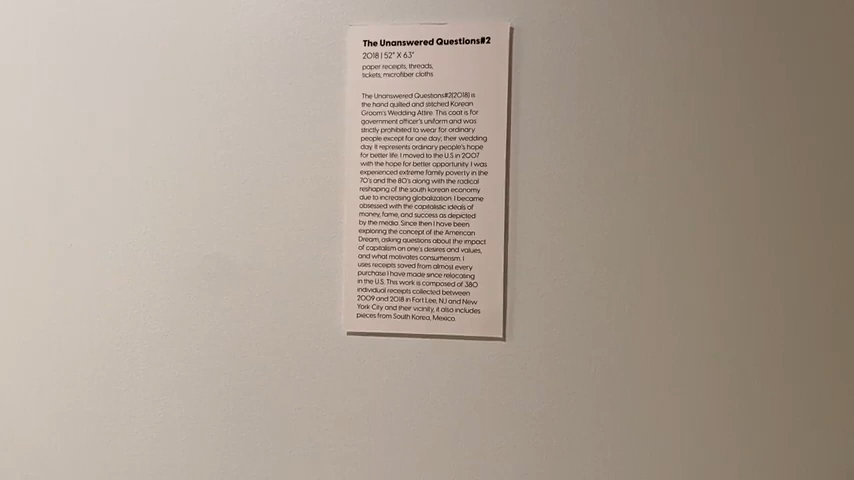 The Unanswered Questions#2
2018 | 52" X 63"
paper receipts, threads,
tickets, microfiber cloths
The Unanswered Questions#2(2018) is
the hand quilted and stitched Korean
Groom's Wedding Attire. This coat is for
government officer's uniform and was
strictly prohibited to wear for ordinary
people except for one day; their wedding
day. It represents ordinary people's hope
for better life. I moved to the U.S in 2007
with the hope for better opportunity. I was
experienced extreme family poverty in the
70's and the 80's along with the radical
reshaping of the south korean economy
due to increasing globalization. I became
obsessed with the capitalistic ideals of
money, fame, and success as depicted
by the media. Since then I have been
exploring the concept of the American
Dream, asking questions about the impact
of capitalism on one's desires and values,
and what motivates consumerism. I
uses receipts saved from almost every
purchase I have made since relocating
in the U.S. This work is composed of 380
individual receipts collected between
2009 and 2018 in Fort Lee, NJ and New
York City and their vicinity, it also includes
pieces from South Korea, Mexico.